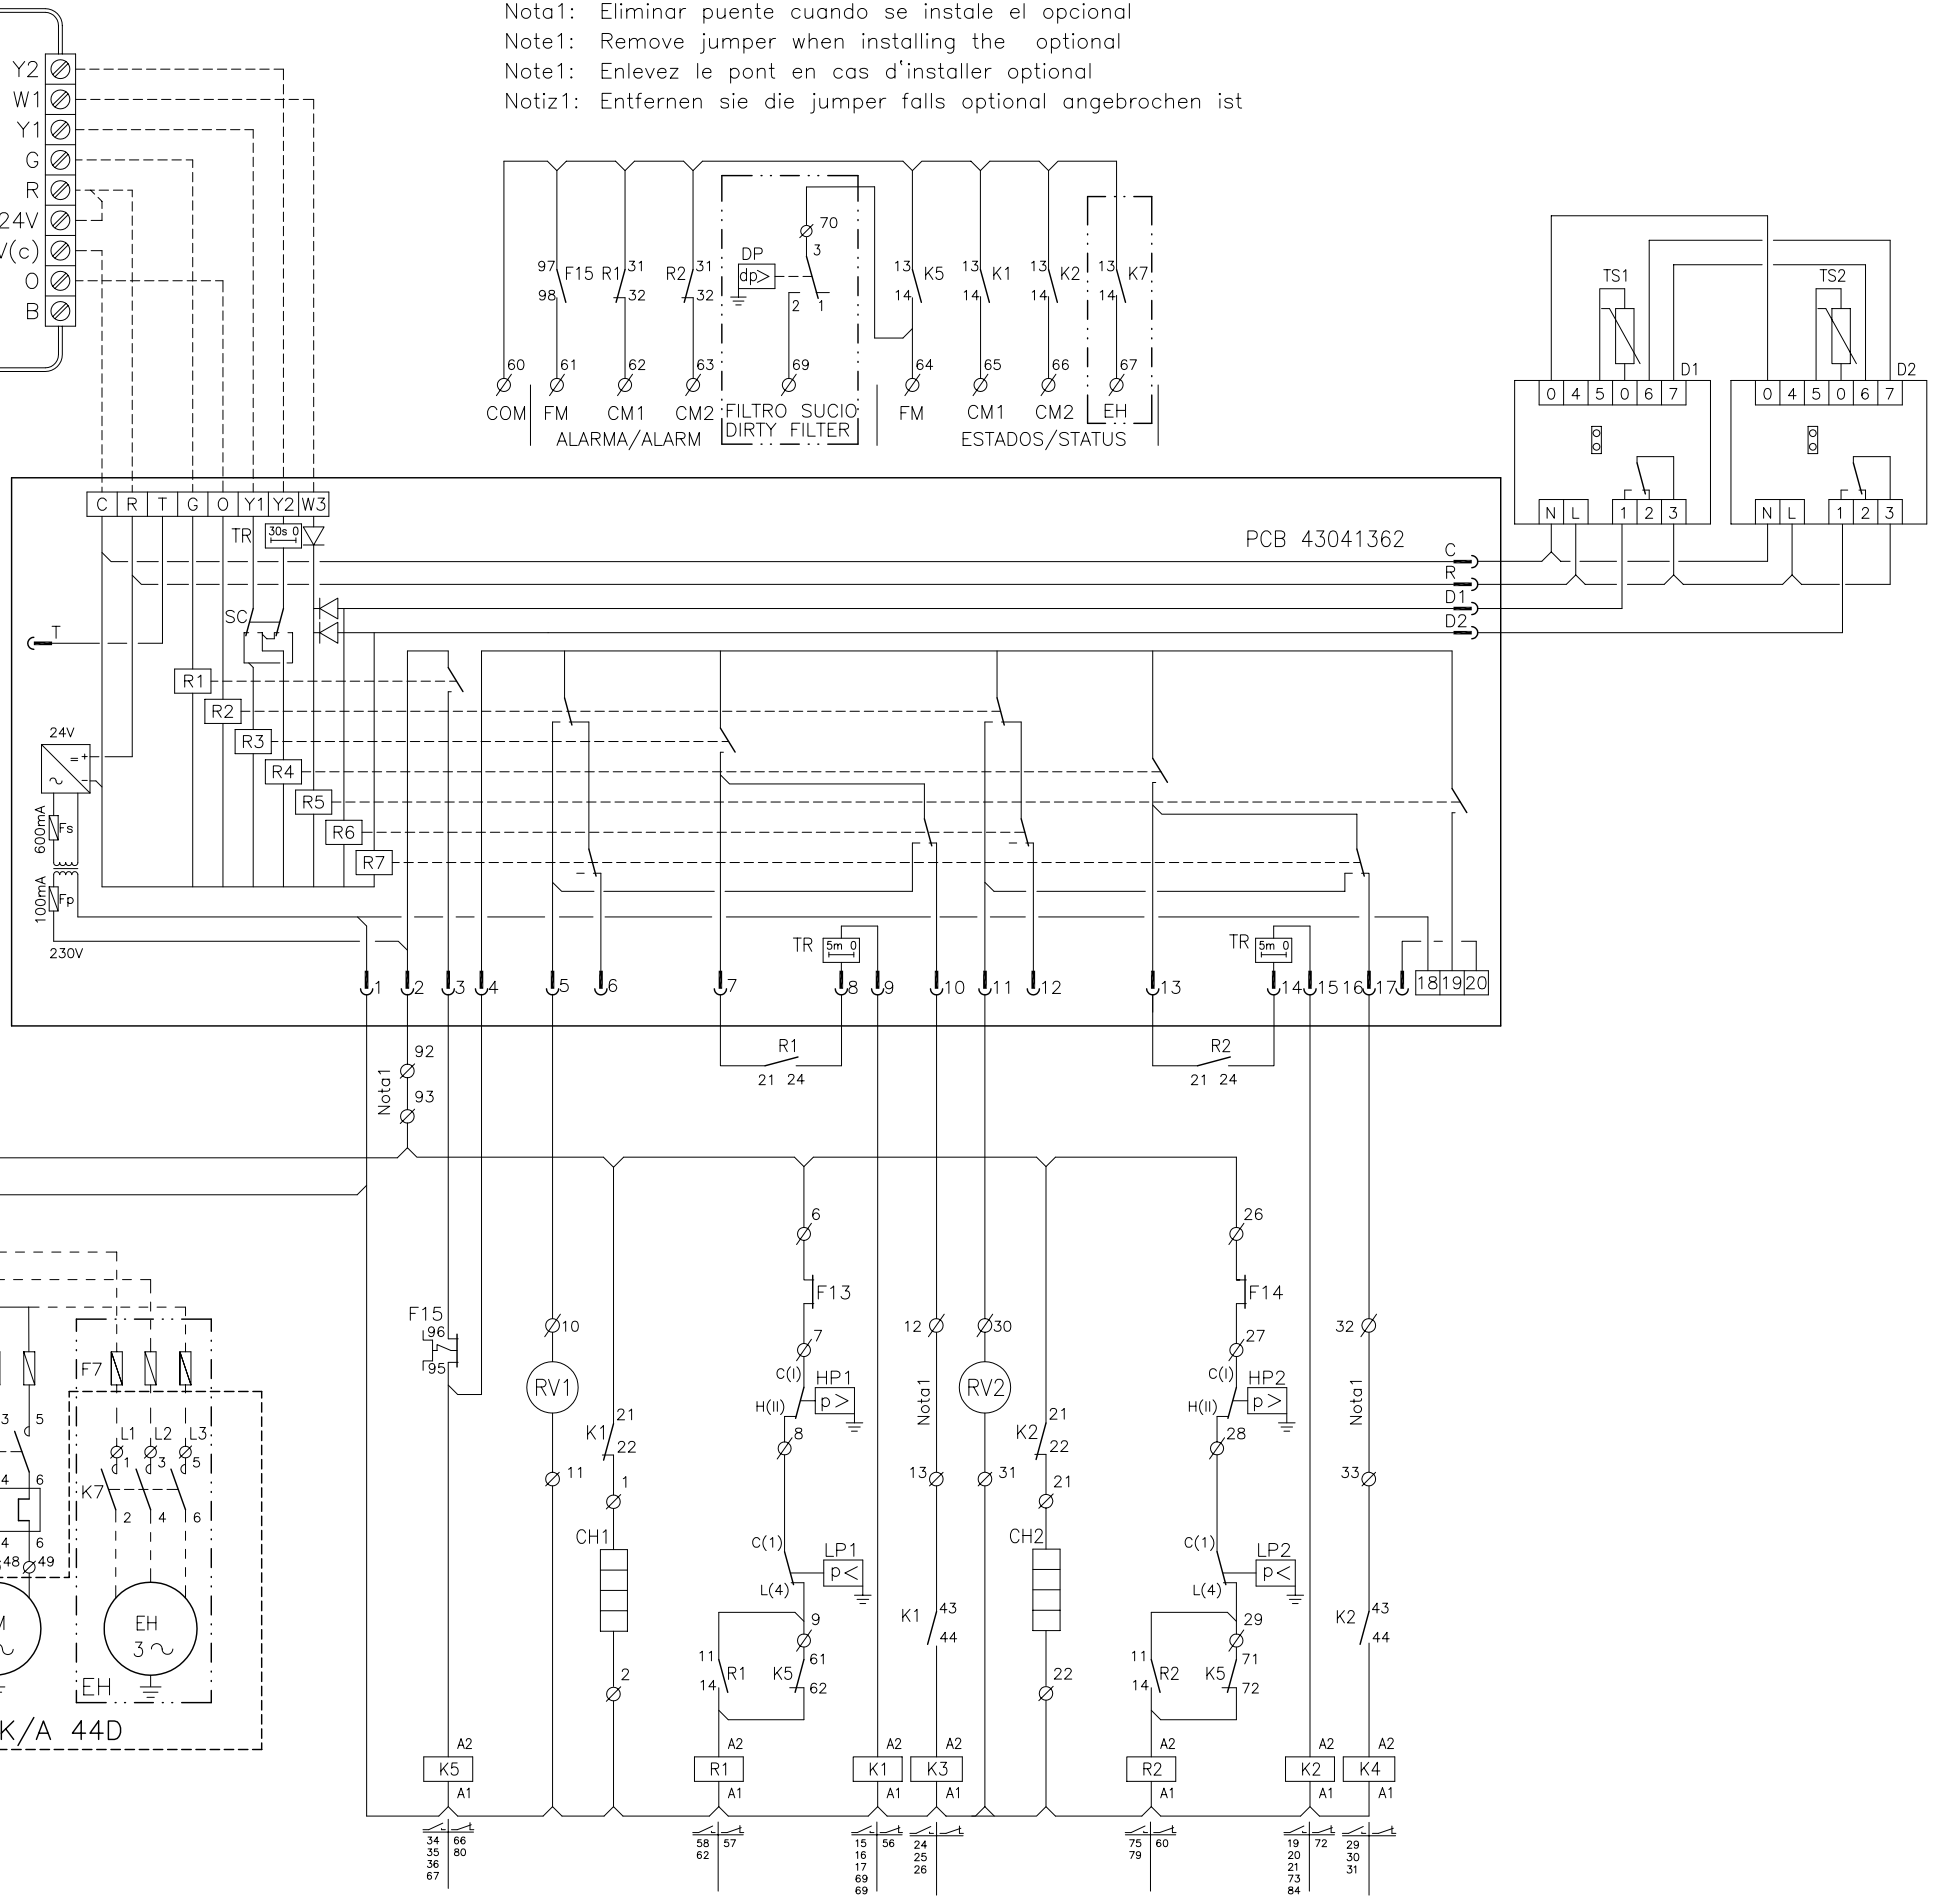 Nota1: Eliminar puente cuando se instale el opcional
Note1: Remove jumper when installing the optional
Note1: Enlevez le pont en cas d'installer optional
Notiz1: Entfernen sie die jumper falls optional angebrochen ist
Y2
W1
Y1
G
R
24V
V(c)
O
B
97 F15 98
R1 31 32
R2 31 32
DP dp>
70
3
2 1
13 K5 14
13 K1 14
13 K2 14
13 K7 14
60 61 62 63 69 64 65 66 67
COM FM CM1 CM2 FILTRO SUCIO FM CM1 CM2 EH
DIRTY FILTER
ALARMA/ALARM ESTADOS/STATUS
TS1 TS2
D1 D2
0 4 5 0 6 7
0 4 5 0 6 7
N L 1 2 3
N L 1 2 3
C R T G O Y1 Y2 W3
TR 30s 0
PCB 43041362
C
R
D1
D2
SC
T
R1
R2
R3
R4
R5
R6
R7
24V
= +
-
600mA Fs
100mA Fp
230V
TR 5m 0
TR 5m 0
1 2 3 4 5 6 7 8 9 10 11 12 13 14 15 16 17 18 19 20
R1
21 24
R2
21 24
92
Nota1
93
6
26
F13
F14
F15
96
95
10
12
30
32
7
27
RV1
RV2
C(I) HP1
H(II) p>
8
C(I) HP2
H(II) p>
28
Nota1
Nota1
K1 21 22
K2 21 22
11
13
31
33
1
21
CH1
CH2
C(1) LP1
L(4) p<
C(1) LP2
L(4) p<
9
29
K1 43 44
K2 43 44
11 R1 14
K5 61 62
11 R2 14
K5 71 72
2
22
F7
L1 L2 L3
1 3 5
K7
2 4 6
3 5
4 6
4 6
48 49
M
EH
3
EH
K/A 44D
A2 A2 A2 A2 A2 A2 A2
K5 R1 K1 K3 R2 K2 K4
A1 A1 A1 A1 A1 A1 A1
34 66
35 80
36
67
58 57
62
15 56
16
17
69
69
24
25
26
75 60
79
19 72
20
21
73
84
29
30
31